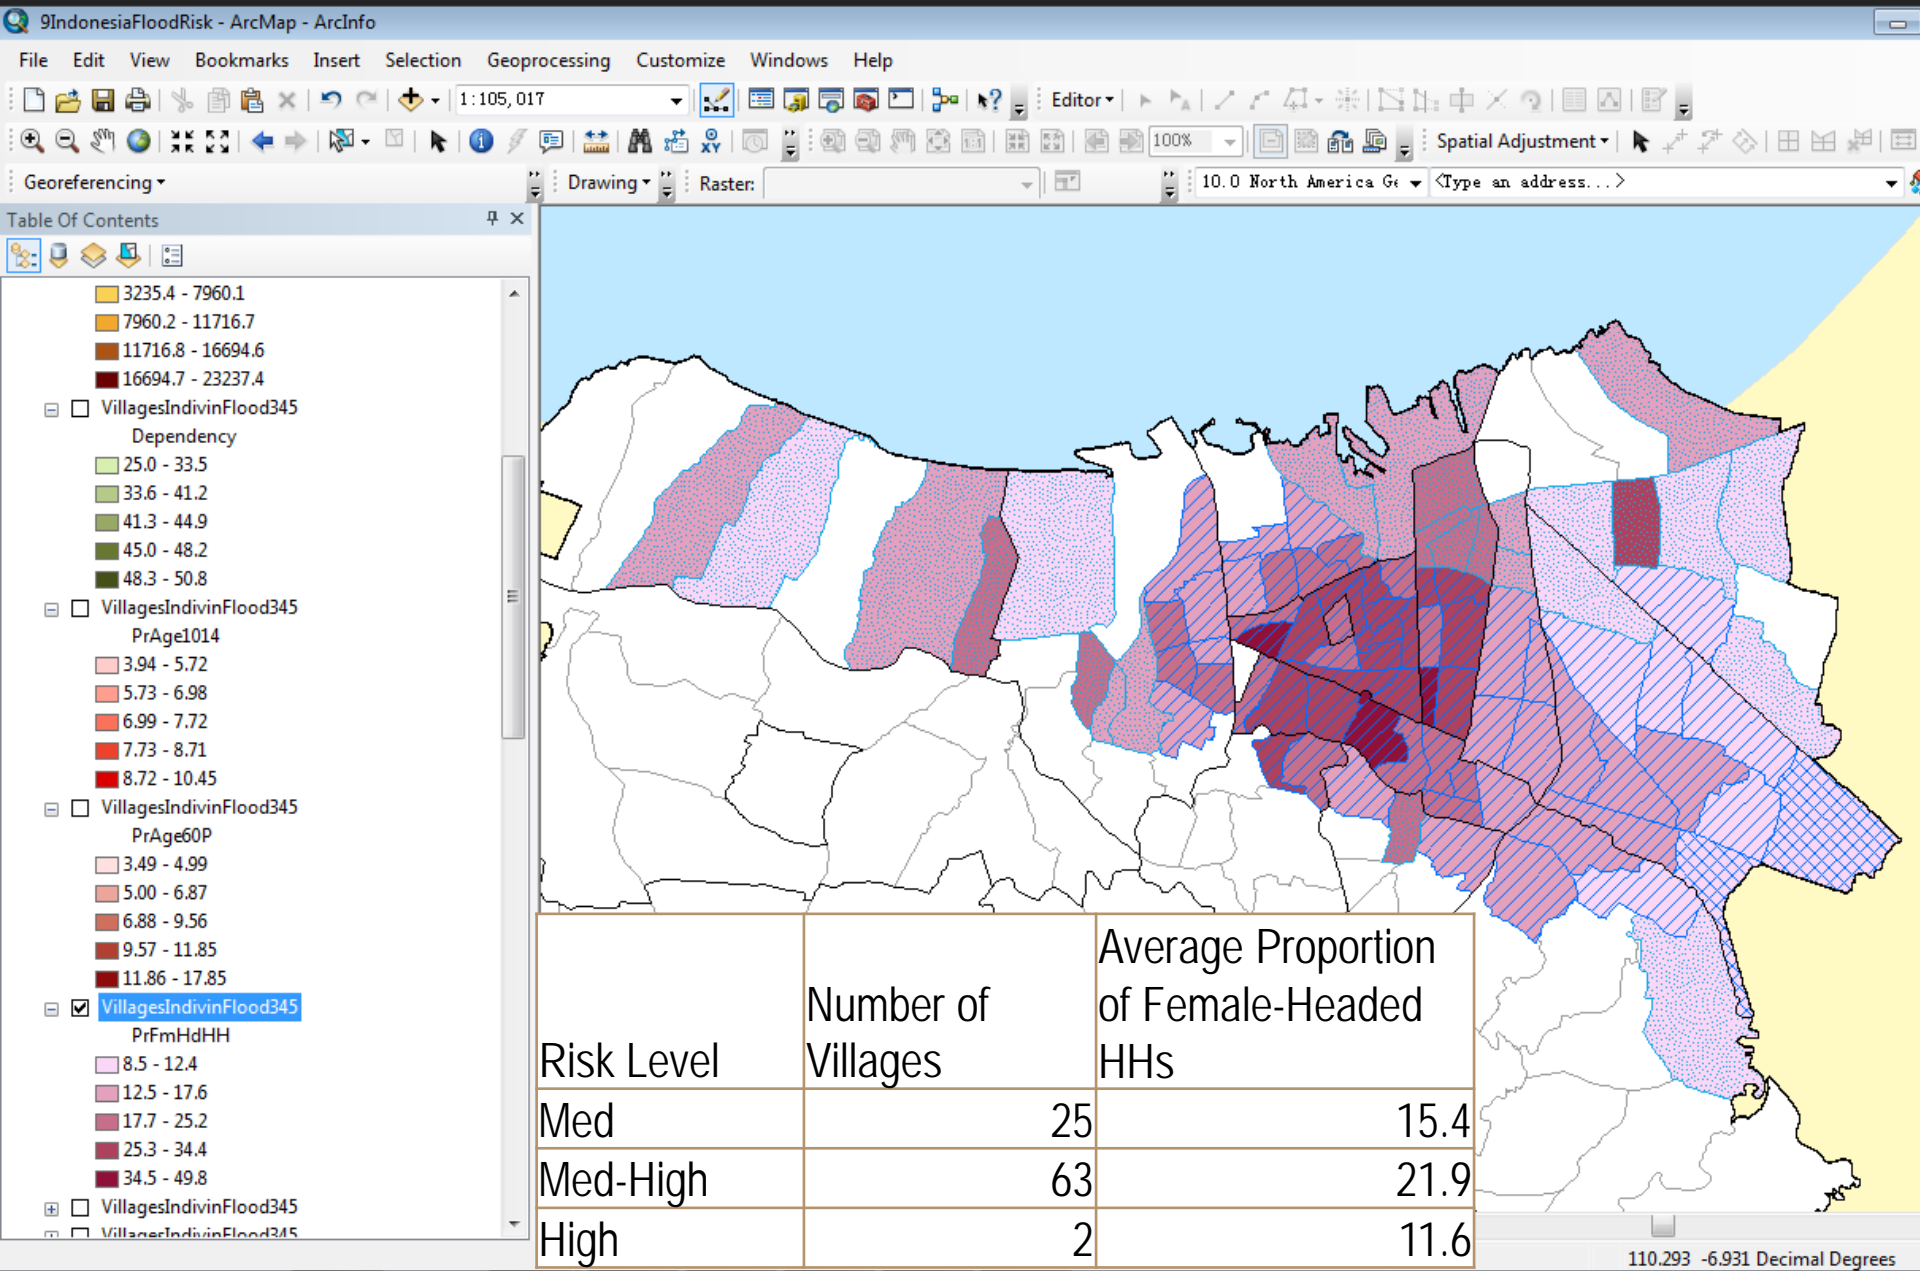 9IndonesiaFloodRisk - ArcMap - ArcInfo
File Edit View Bookmarks Insert Selection Geoprocessing Customize Windows Help
1:105,017
Editor
100%
Spatial Adjustment
Georeferencing
Drawing
Raster:
10.0 North America Ge
<Type an address...>
Table Of Contents
3235.4 - 7960.1
7960.2 - 11716.7
11716.8 - 16694.6
16694.7 - 23237.4
VillagesIndivinFlood345
Dependency
25.0 - 33.5
33.6 - 41.2
41.3 - 44.9
45.0 - 48.2
48.3 - 50.8
VillagesIndivinFlood345
PrAge1014
3.94 - 5.72
5.73 - 6.98
6.99 - 7.72
7.73 - 8.71
8.72 - 10.45
VillagesIndivinFlood345
PrAge60P
3.49 - 4.99
5.00 - 6.87
6.88 - 9.56
9.57 - 11.85
11.86 - 17.85
VillagesIndivinFlood345
PrFmHdHH
8.5 - 12.4
12.5 - 17.6
17.7 - 25.2
25.3 - 34.4
34.5 - 49.8
VillagesIndivinFlood345
VillagesIndivinFlood345
Risk Level
Number of
Villages
Average Proportion
of Female-Headed
HHs
Med 25 15.4
Med-High 63 21.9
High 2 11.6
110.293 -6.931 Decimal Degrees